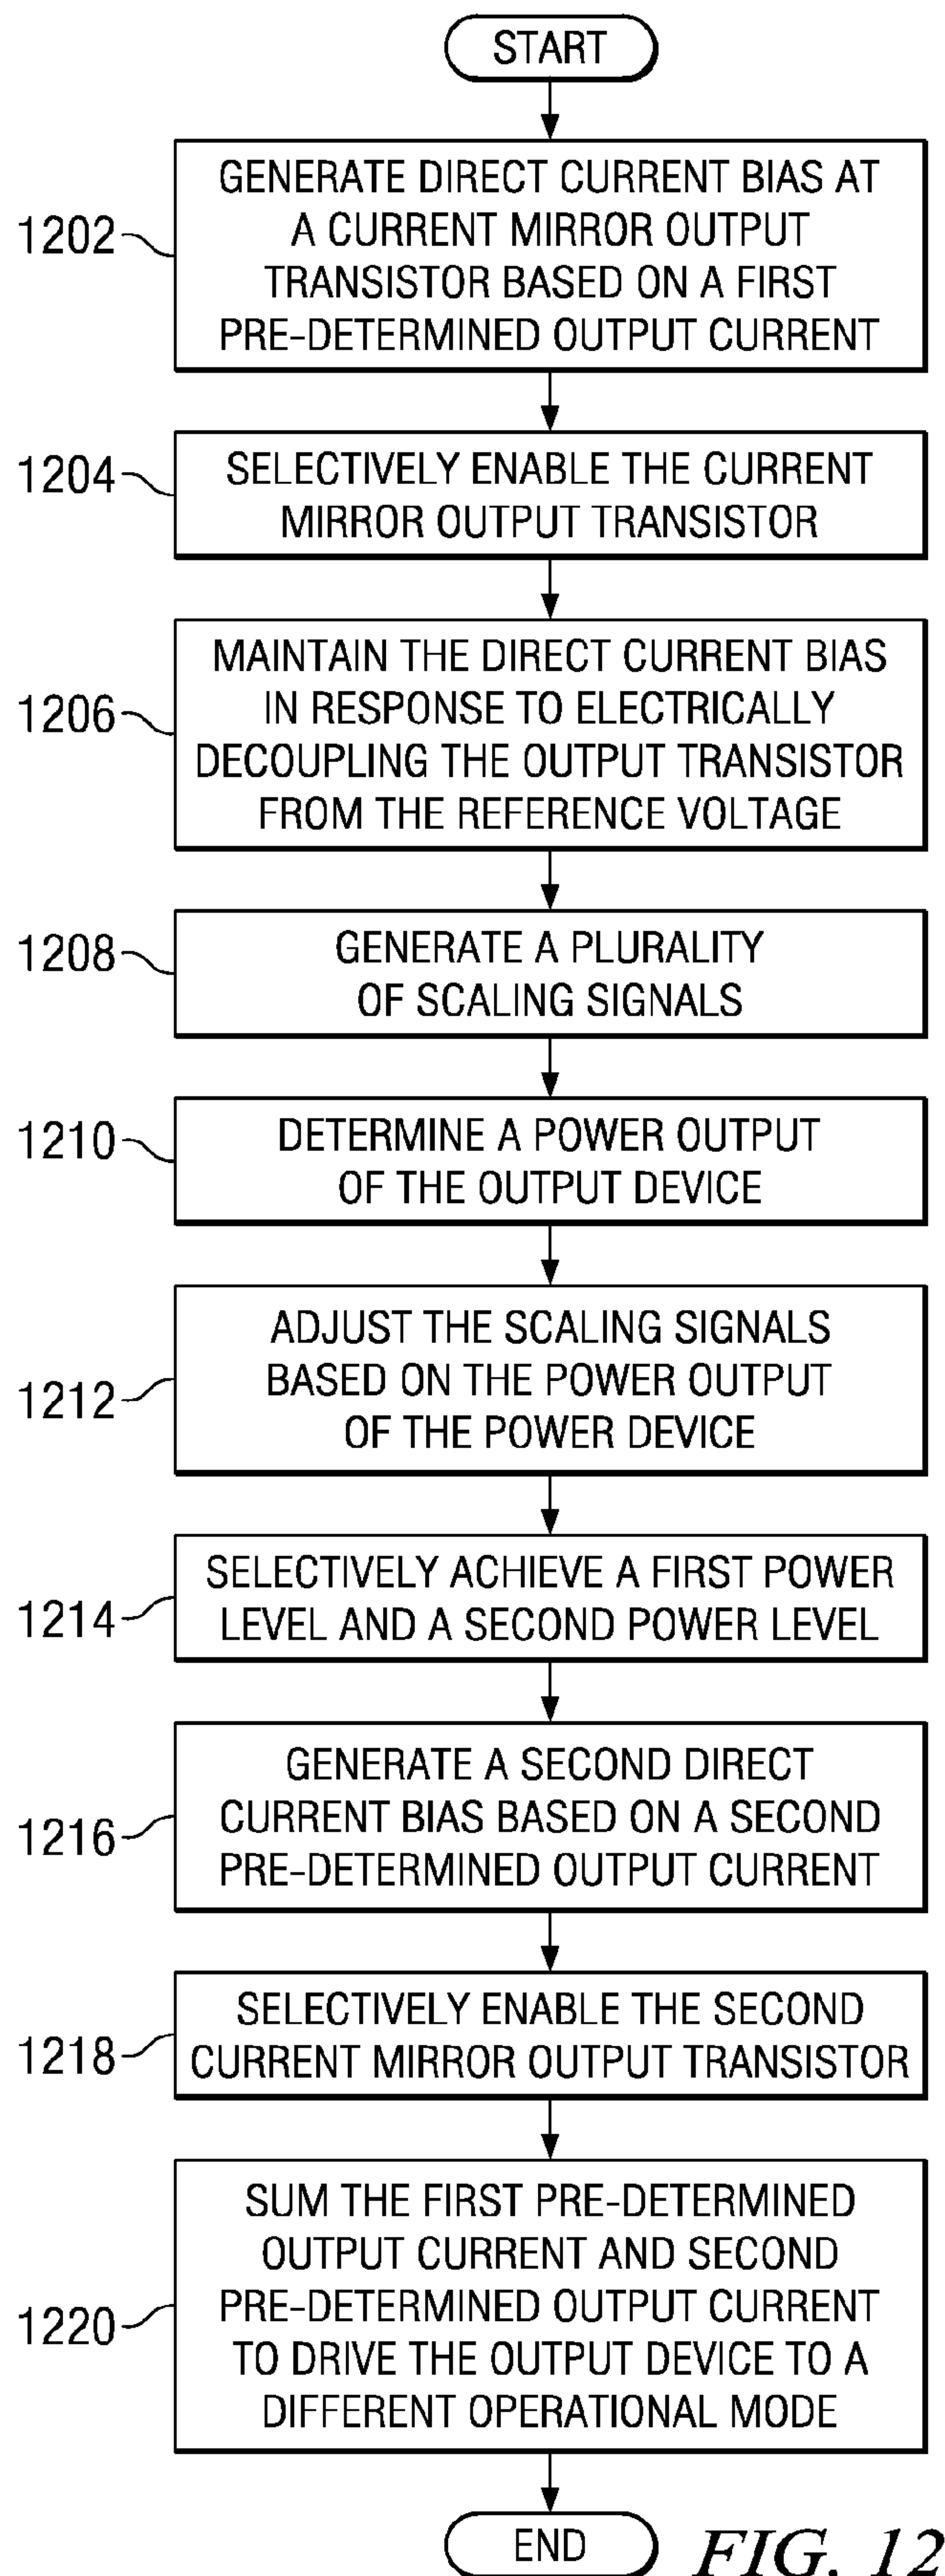 START
1202
GENERATE DIRECT CURRENT BIAS AT
A CURRENT MIRROR OUTPUT
TRANSISTOR BASED ON A FIRST
PRE-DETERMINED OUTPUT CURRENT
1204
SELECTIVELY ENABLE THE CURRENT
MIRROR OUTPUT TRANSISTOR
1206
MAINTAIN THE DIRECT CURRENT BIAS
IN RESPONSE TO ELECTRICALLY
DECOUPLING THE OUTPUT TRANSISTOR
FROM THE REFERENCE VOLTAGE
1208
GENERATE A PLURALITY
OF SCALING SIGNALS
1210
DETERMINE A POWER OUTPUT
OF THE OUTPUT DEVICE
1212
ADJUST THE SCALING SIGNALS
BASED ON THE POWER OUTPUT
OF THE POWER DEVICE
1214
SELECTIVELY ACHIEVE A FIRST POWER
LEVEL AND A SECOND POWER LEVEL
1216
GENERATE A SECOND DIRECT
CURRENT BIAS BASED ON A SECOND
PRE-DETERMINED OUTPUT CURRENT
1218
SELECTIVELY ENABLE THE SECOND
CURRENT MIRROR OUTPUT TRANSISTOR
1220
SUM THE FIRST PRE-DETERMINED
OUTPUT CURRENT AND SECOND
PRE-DETERMINED OUTPUT CURRENT
TO DRIVE THE OUTPUT DEVICE TO A
DIFFERENT OPERATIONAL MODE
END
FIG. 12